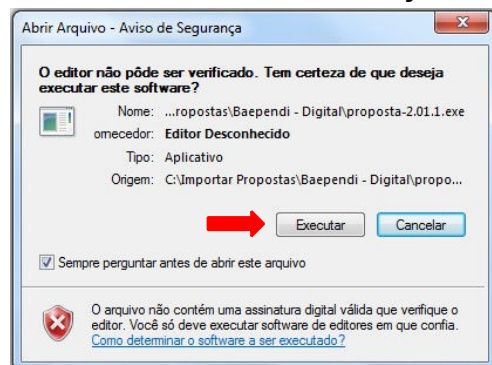 Abrir Arquivo - Aviso de Segurança
O editor não pôde ser verificado. Tem certeza de que deseja
executar este software?
Nome: ...ropostas\Baependi - Digital\proposta-2.01.1.exe
ornecedor: Editor Desconhecido
Tipo: Aplicativo
Origem: C:\Importar Propostas\Baependi - Digital\propo...
Executar Cancelar
Sempre perguntar antes de abrir este arquivo
O arquivo não contém uma assinatura digital válida que verifique o
editor. Você só deve executar software de editores em que confia.
Como determinar o software a ser executado?